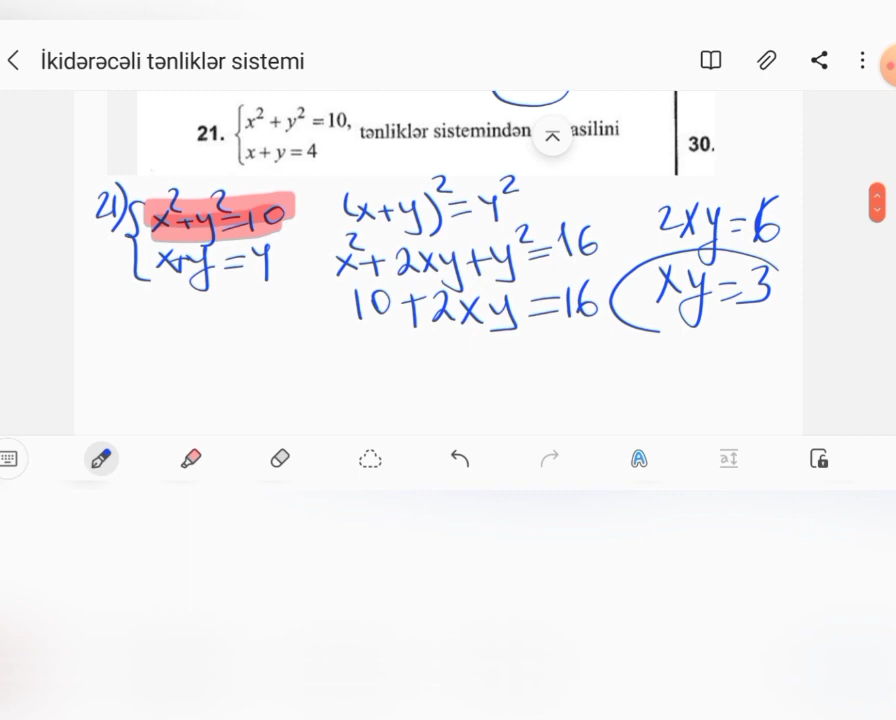 İkidərəcəli tənliklər sistemi
21. {x² + y² = 10, tənliklər sistemindən asilini
x + y = 4
30.
21) {x²+y²=10
x+y=4
(x+y)²=4²
x²+2xy+y²=16
10+2xy=16
2xy=6
xy=3
A
a